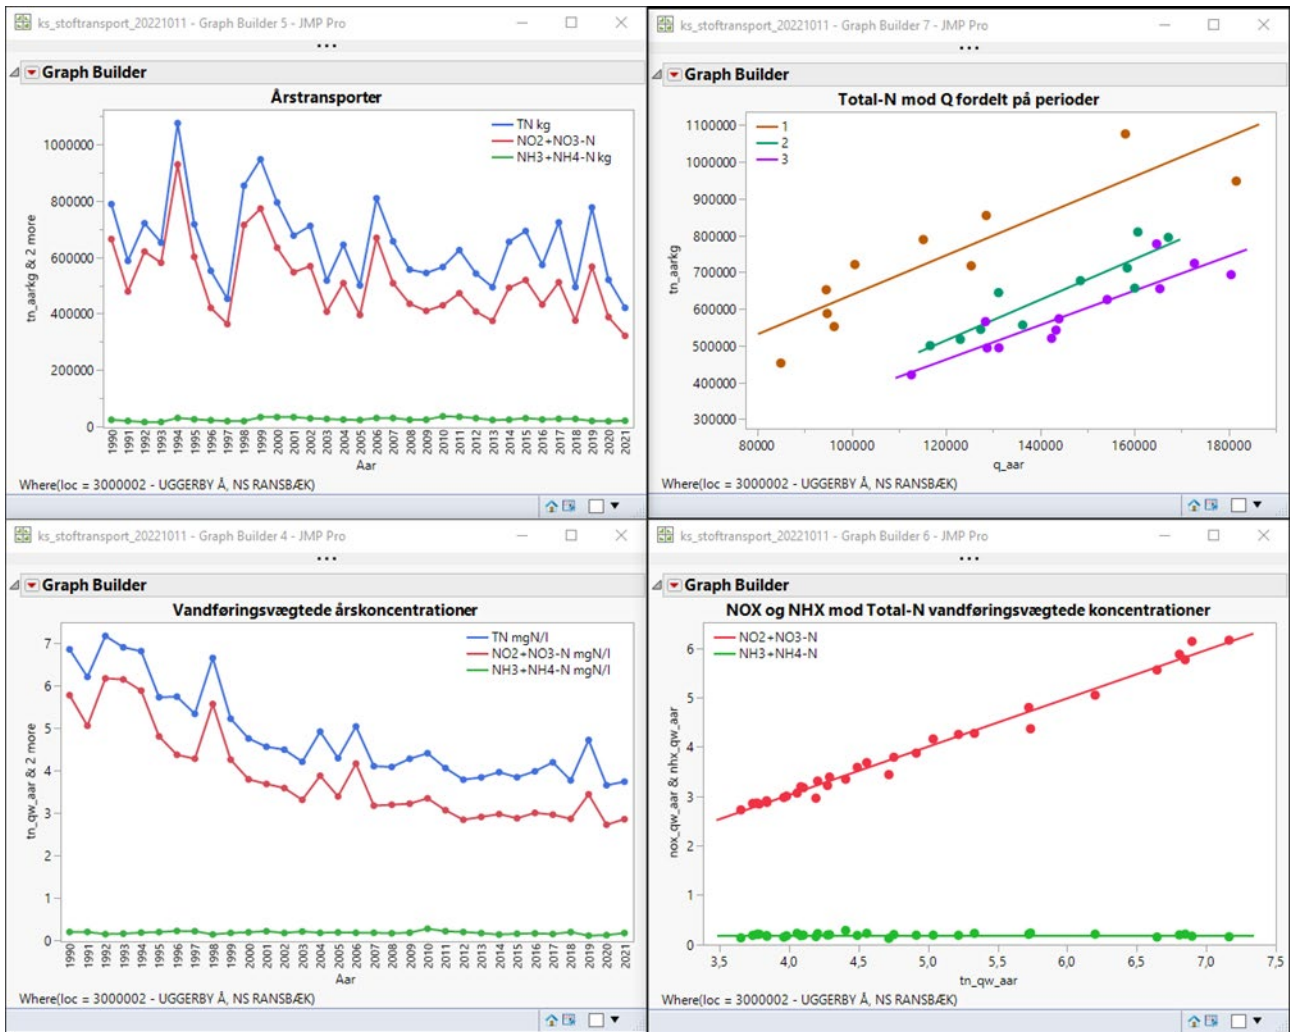 ks_stoftransport_20221011 - Graph Builder 5 - JMP Pro
Graph Builder
Årstransporter
TN kg
NO2+NO3-N
NH3+NH4-N kg
tn_aarkg & 2 more
1000000
800000
600000
400000
200000
0
1990 1991 1992 1993 1994 1995 1996 1997 1998 1999 2000 2001 2002 2003 2004 2005 2006 2007 2008 2009 2010 2011 2012 2013 2014 2015 2016 2017 2018 2019 2020 2021
Aar
Where(loc = 3000002 - UGGERBY Å, NS RANSBÆK)
ks_stoftransport_20221011 - Graph Builder 7 - JMP Pro
Graph Builder
Total-N mod Q fordelt på perioder
1
2
3
tn_aarkg
1100000
1000000
900000
800000
700000
600000
500000
400000
300000
80000 100000 120000 140000 160000 180000
q_aar
Where(loc = 3000002 - UGGERBY Å, NS RANSBÆK)
ks_stoftransport_20221011 - Graph Builder 4 - JMP Pro
Graph Builder
Vandføringsvægtede årskoncentrationer
TN mgN/l
NO2+NO3-N mgN/l
NH3+NH4-N mgN/l
tn_qw_aar & 2 more
7
6
5
4
3
2
1
0
1990 1991 1992 1993 1994 1995 1996 1997 1998 1999 2000 2001 2002 2003 2004 2005 2006 2007 2008 2009 2010 2011 2012 2013 2014 2015 2016 2017 2018 2019 2020 2021
Aar
Where(loc = 3000002 - UGGERBY Å, NS RANSBÆK)
ks_stoftransport_20221011 - Graph Builder 6 - JMP Pro
Graph Builder
NOX og NHX mod Total-N vandføringsvægtede koncentrationer
NO2+NO3-N
NH3+NH4-N
nox_qw_aar & nhx_qw_aar
6
5
4
3
2
1
0
3,5 4,0 4,5 5,0 5,5 6,0 6,5 7,0 7,5
tn_qw_aar
Where(loc = 3000002 - UGGERBY Å, NS RANSBÆK)